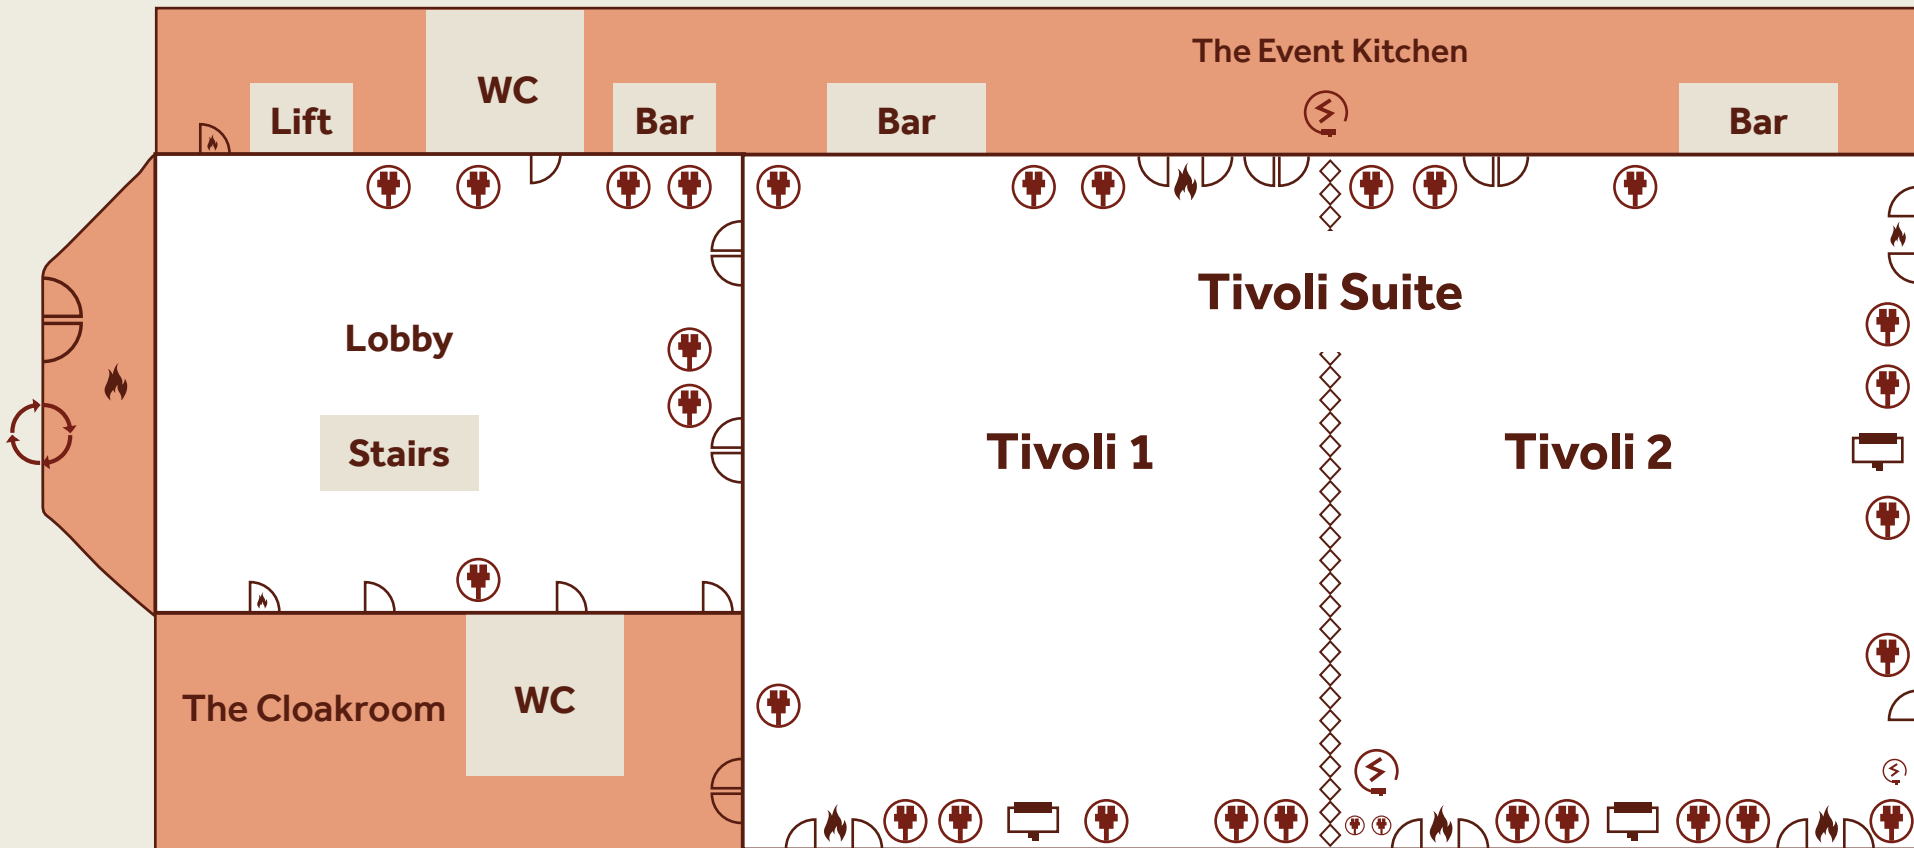 The Event Kitchen
WC
Lift
Bar
Bar
Bar
Tivoli Suite
Lobby
Stairs
Tivoli 1
Tivoli 2
The Cloakroom
WC